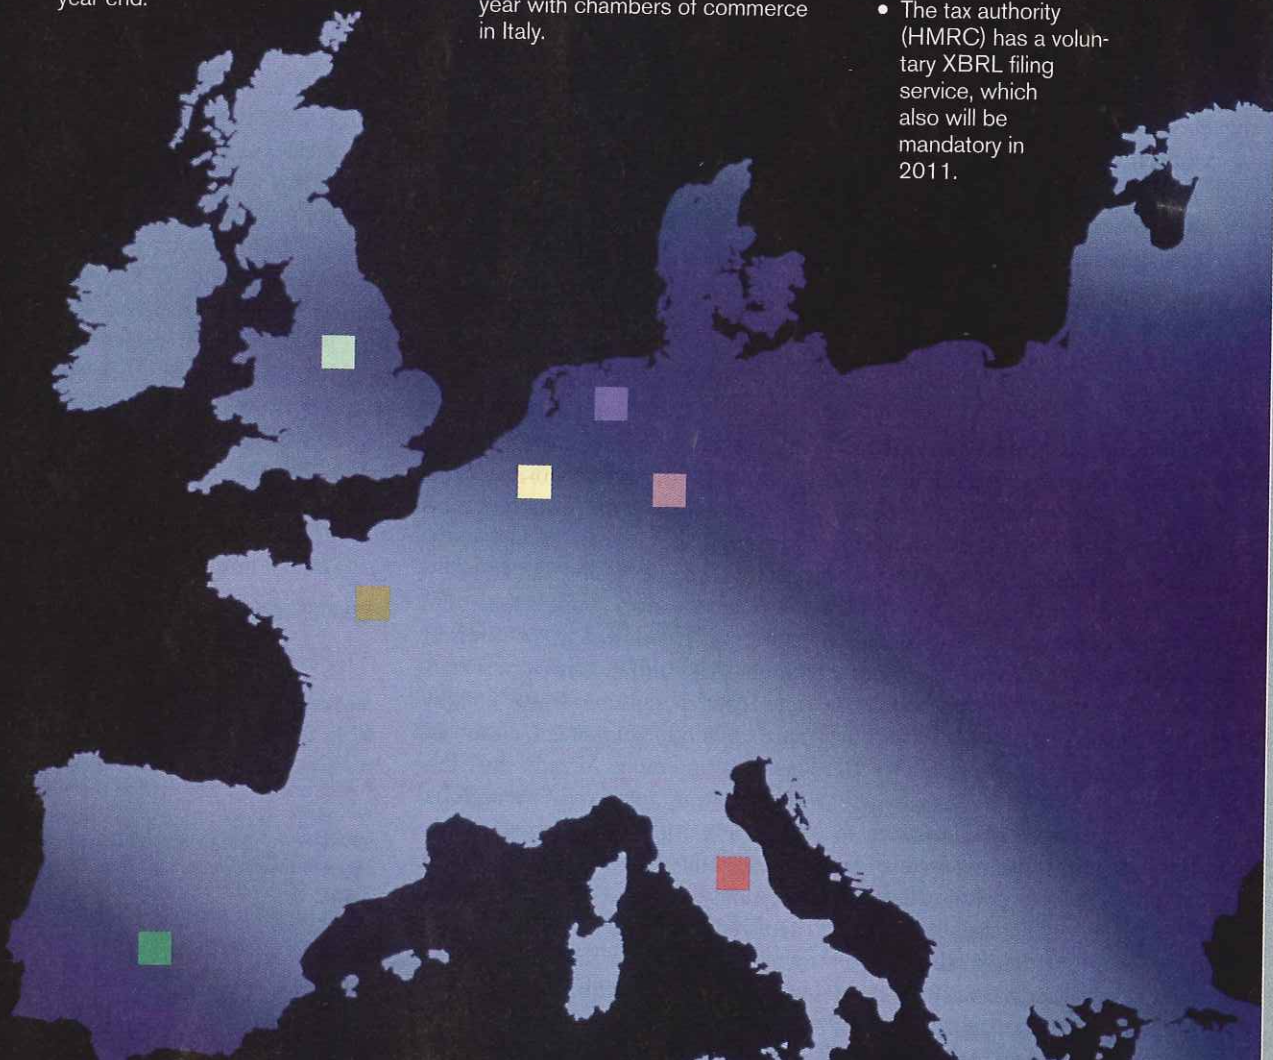 year end.
year with chambers of commerce
in Italy.
• The tax authority
(HMRC) has a volun-
tary XBRL filing
service, which
also will be
mandatory in
2011.